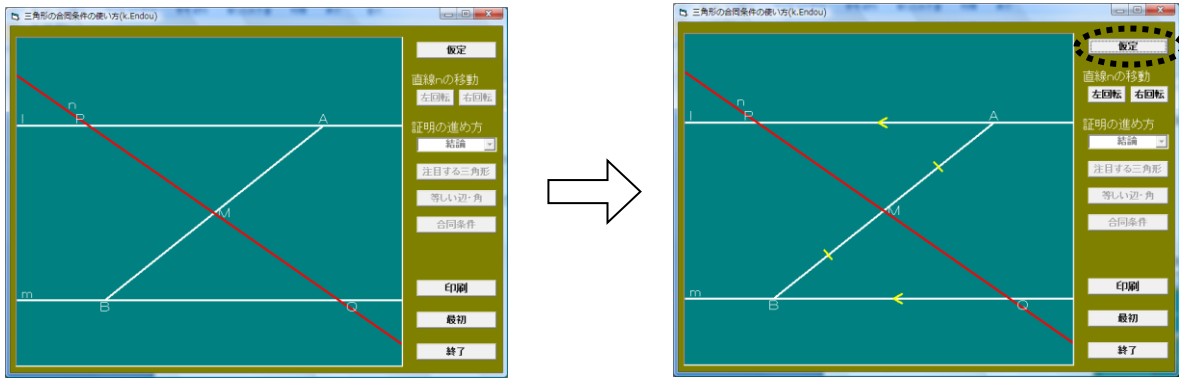 三角形の合同条件の使い方(k.Endou)
仮定
直線nの移動
左回転 右回転
証明の進め方
結論
注目する三角形
等しい辺・角
合同条件
印刷
最初
終了
n
l P A
M
m
B Q
三角形の合同条件の使い方(k.Endou)
仮定
直線nの移動
左回転 右回転
証明の進め方
結論
注目する三角形
等しい辺・角
合同条件
印刷
最初
終了
n
l P A
M
m
B Q